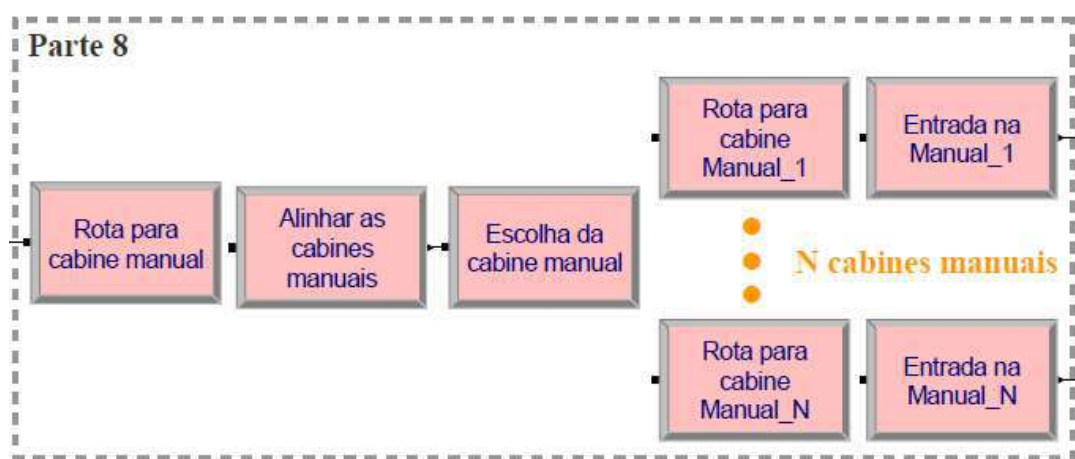 Parte 8
Rota para
cabine manual
Alinhar as
cabines
manuais
Escolha da
cabine manual
Rota para
cabine
Manual_1
Entrada na
Manual_1
N cabines manuais
Rota para
cabine
Manual_N
Entrada na
Manual_N